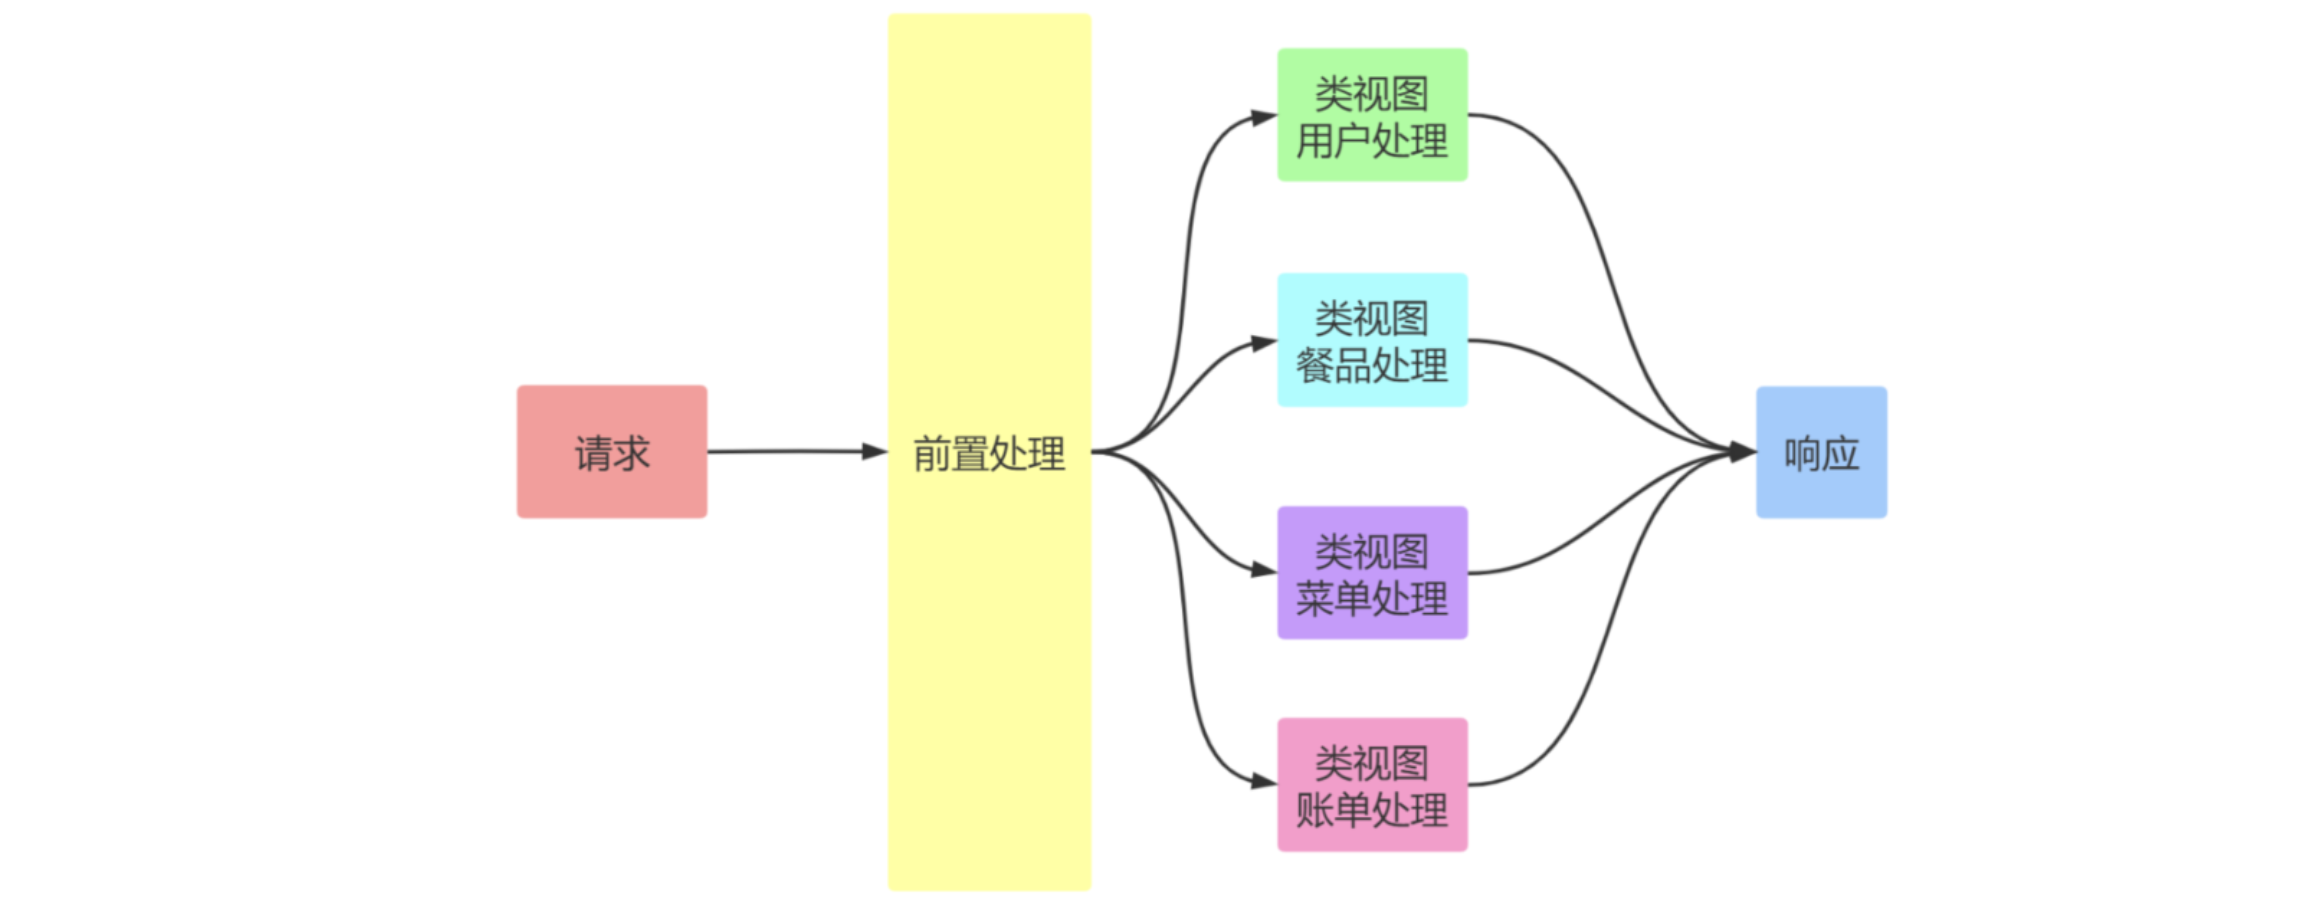 请求
前置处理
类视图
用户处理
类视图
餐品处理
类视图
菜单处理
类视图
账单处理
响应